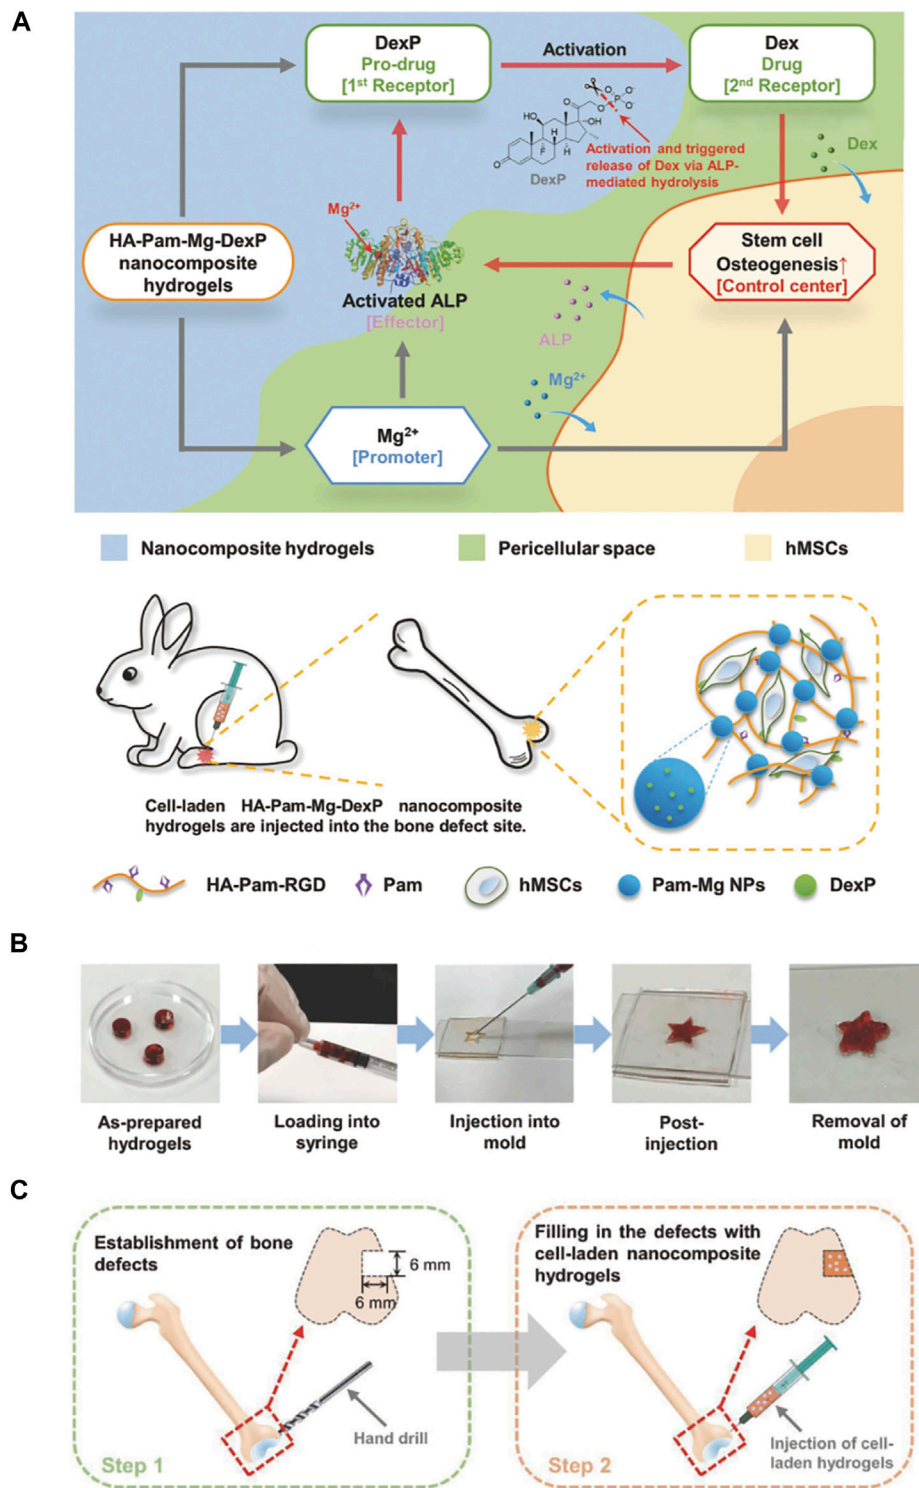 A
DexP
Pro-drug
[1st Receptor]
Activation
Dex
Drug
[2nd Receptor]
HO
O
F
H
H
O
O
OH
O
P
O-
O-
O
DexP
Activation and triggered
release of Dex via ALP-
mediated hydrolysis
Dex
Mg2+
HA-Pam-Mg-DexP
nanocomposite
hydrogels
Activated ALP
[Effector]
Stem cell
Osteogenesis↑
[Control center]
ALP
Mg2+
Mg2+
[Promoter]
Nanocomposite hydrogels
Pericellular space
hMSCs
Cell-laden HA-Pam-Mg-DexP nanocomposite
hydrogels are injected into the bone defect site.
HA-Pam-RGD
Pam
hMSCs
Pam-Mg NPs
DexP
B
As-prepared
hydrogels
Loading into
syringe
Injection into
mold
Post-
injection
Removal of
mold
C
Establishment of bone
defects
6 mm
6 mm
Hand drill
Step 1
Filling in the defects with
cell-laden nanocomposite
hydrogels
Injection of cell-
laden hydrogels
Step 2